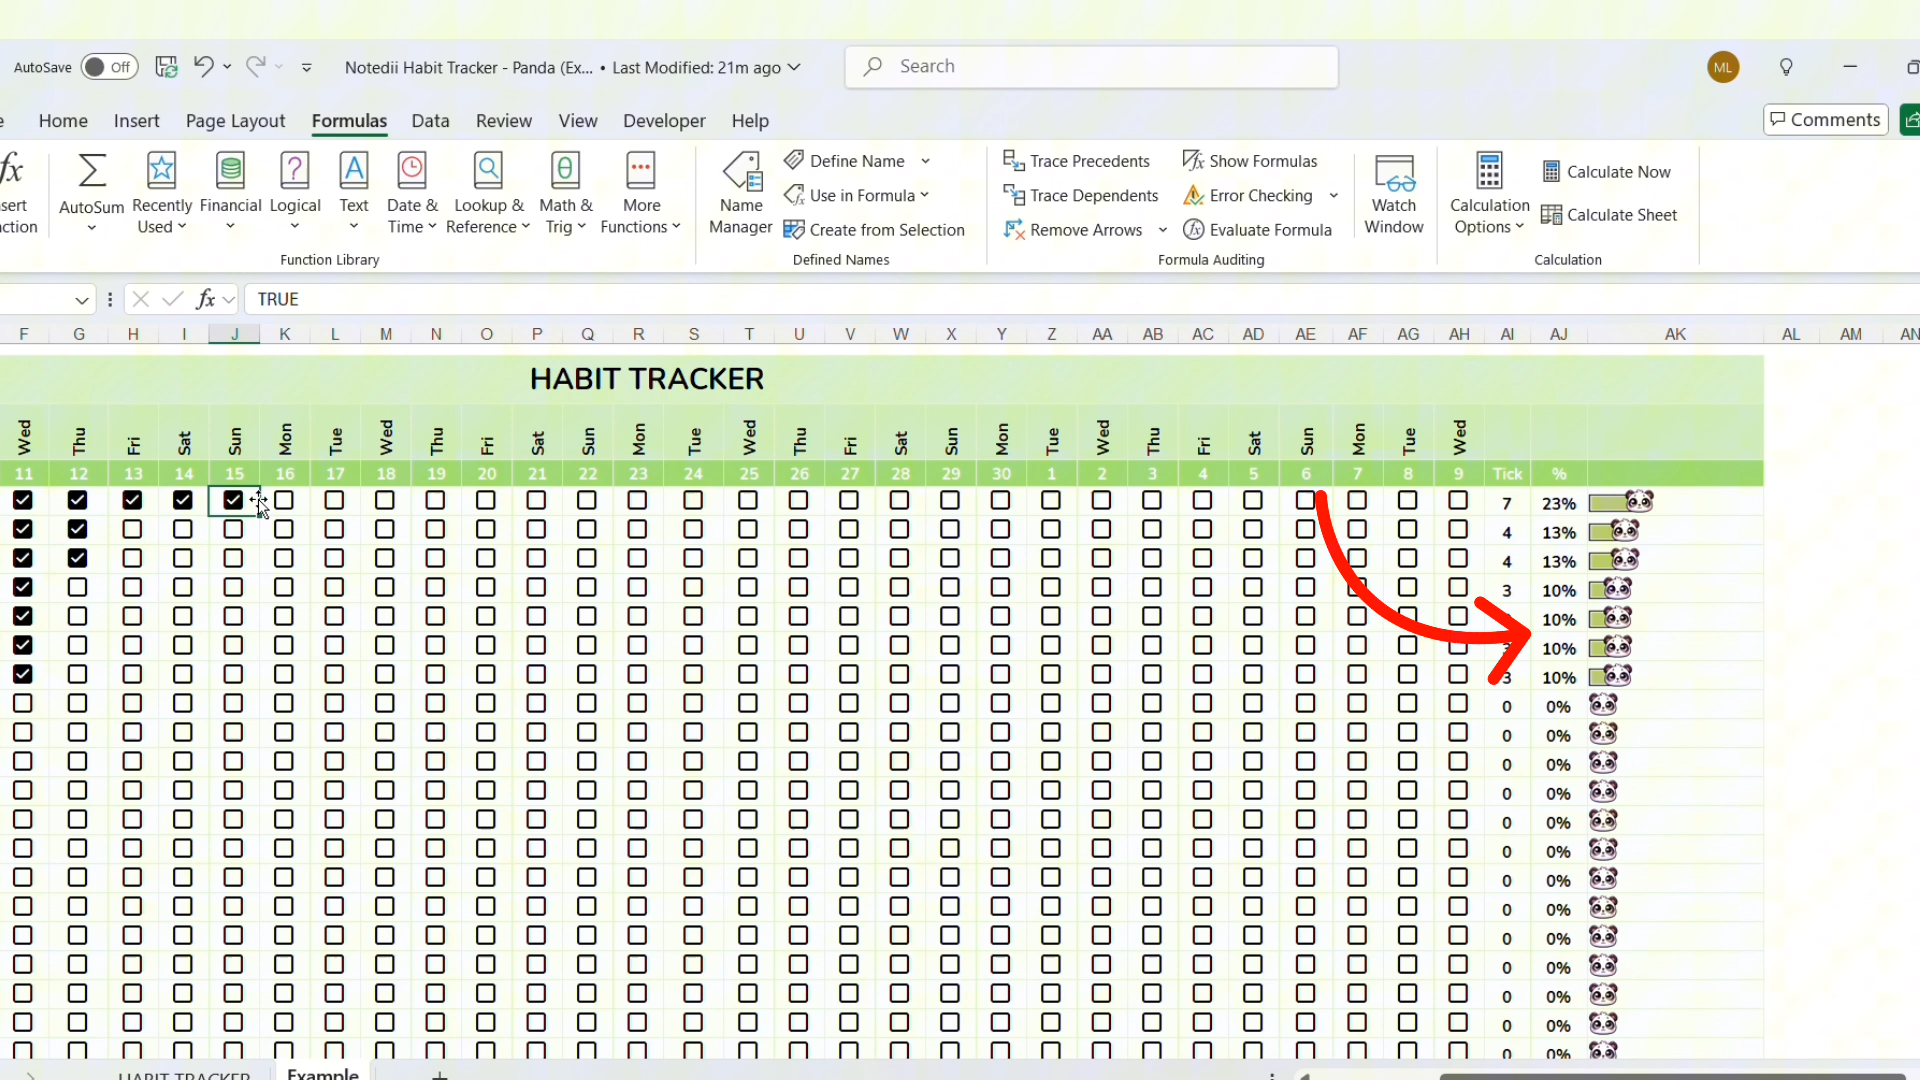 AutoSave Off Notedii Habit Tracker - Panda (Ex... • Last Modified: 21m ago Search ML
Home Insert Page Layout Formulas Data Review View Developer Help Comments
fx AutoSum Recently Used Financial Logical Text Date & Time Lookup & Reference Math & Trig More Functions
Function Library
Name Manager Define Name
Use in Formula
Create from Selection
Defined Names
Trace Precedents Show Formulas
Trace Dependents Error Checking
Remove Arrows Evaluate Formula
Formula Auditing
Watch Window
Calculation Options Calculate Now
Calculate Sheet
Calculation
fx TRUE
F G H I J K L M N O P Q R S T U V W X Y Z AA AB AC AD AE AF AG AH AI AJ AK AL AM AN
HABIT TRACKER
Wed Thu Fri Sat Sun Mon Tue Wed Thu Fri Sat Sun Mon Tue Wed Thu Fri Sat Sun Mon Tue Wed Thu Fri Sat Sun Mon Tue Wed
11 12 13 14 15 16 17 18 19 20 21 22 23 24 25 26 27 28 29 30 1 2 3 4 5 6 7 8 9 Tick %
7 23%
4 13%
4 13%
3 10%
10%
3 10%
3 10%
0 0%
0 0%
0 0%
0 0%
0 0%
0 0%
0 0%
0 0%
0 0%
0 0%
0 0%
0 0%
0 0%
HABIT TRACKER Example